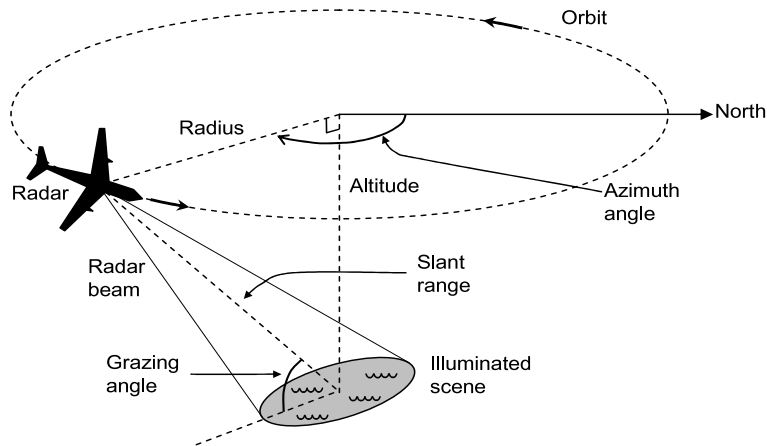 Orbit
North
Radius
Radar
Altitude
Azimuth
angle
Radar
beam
Slant
range
Grazing
angle
Illuminated
scene